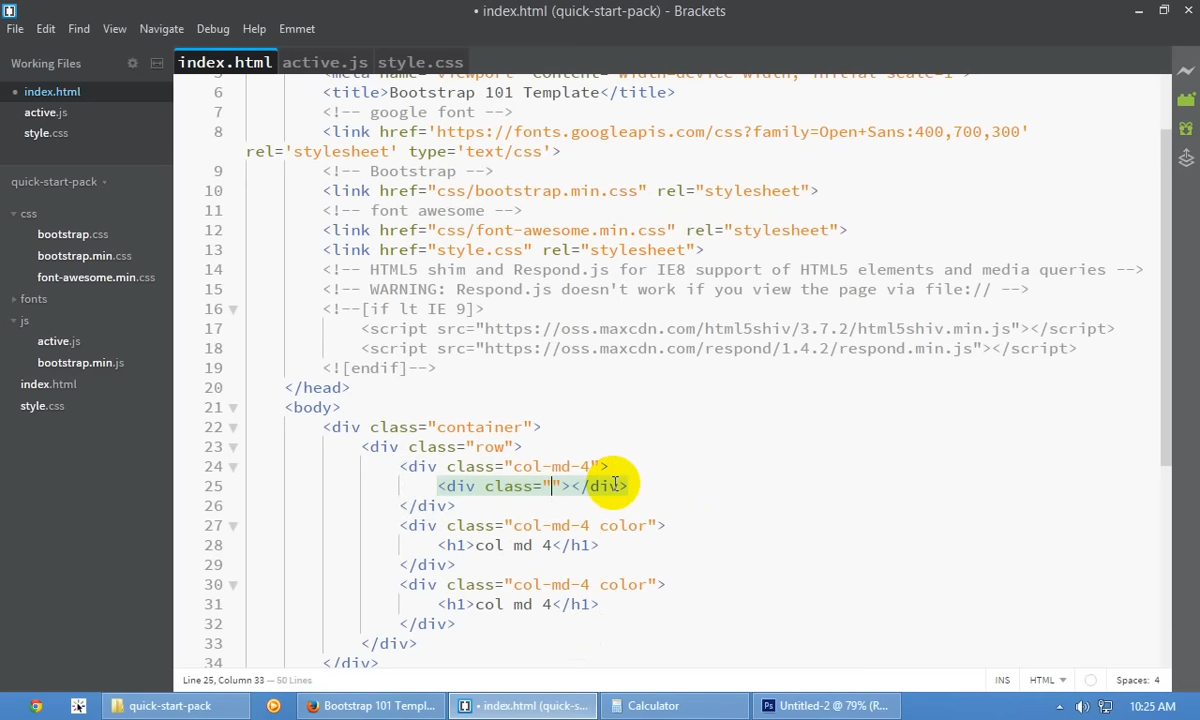 • index.html (quick-start-pack) - Brackets
File Edit Find View Navigate Debug Help Emmet
Working Files
• index.html
active.js
style.css
quick-start-pack
css
bootstrap.css
bootstrap.min.css
font-awesome.min.css
fonts
js
active.js
bootstrap.min.js
index.html
style.css
index.html active.js style.css
5 <meta name="viewport" content="width=device-width, initial-scale=1">
6 <title>Bootstrap 101 Template</title>
7 <!-- google font -->
8 <link href='https://fonts.googleapis.com/css?family=Open+Sans:400,700,300'
rel='stylesheet' type='text/css'>
9 <!-- Bootstrap -->
10 <link href="css/bootstrap.min.css" rel="stylesheet">
11 <!-- font awesome -->
12 <link href="css/font-awesome.min.css" rel="stylesheet">
13 <link href="style.css" rel="stylesheet">
14 <!-- HTML5 shim and Respond.js for IE8 support of HTML5 elements and media queries -->
15 <!-- WARNING: Respond.js doesn't work if you view the page via file:// -->
16 <!--[if lt IE 9]>
17 <script src="https://oss.maxcdn.com/html5shiv/3.7.2/html5shiv.min.js"></script>
18 <script src="https://oss.maxcdn.com/respond/1.4.2/respond.min.js"></script>
19 <![endif]-->
20 </head>
21 <body>
22 <div class="container">
23 <div class="row">
24 <div class="col-md-4">
25 <div class=""></div>
26 </div>
27 <div class="col-md-4 color">
28 <h1>col md 4</h1>
29 </div>
30 <div class="col-md-4 color">
31 <h1>col md 4</h1>
32 </div>
33 </div>
34 </div>
Line 25, Column 33 — 50 Lines INS HTML Spaces: 4
quick-start-pack Bootstrap 101 Templ... • index.html (quick-s... Calculator Untitled-2 @ 79% (R... 10:25 AM